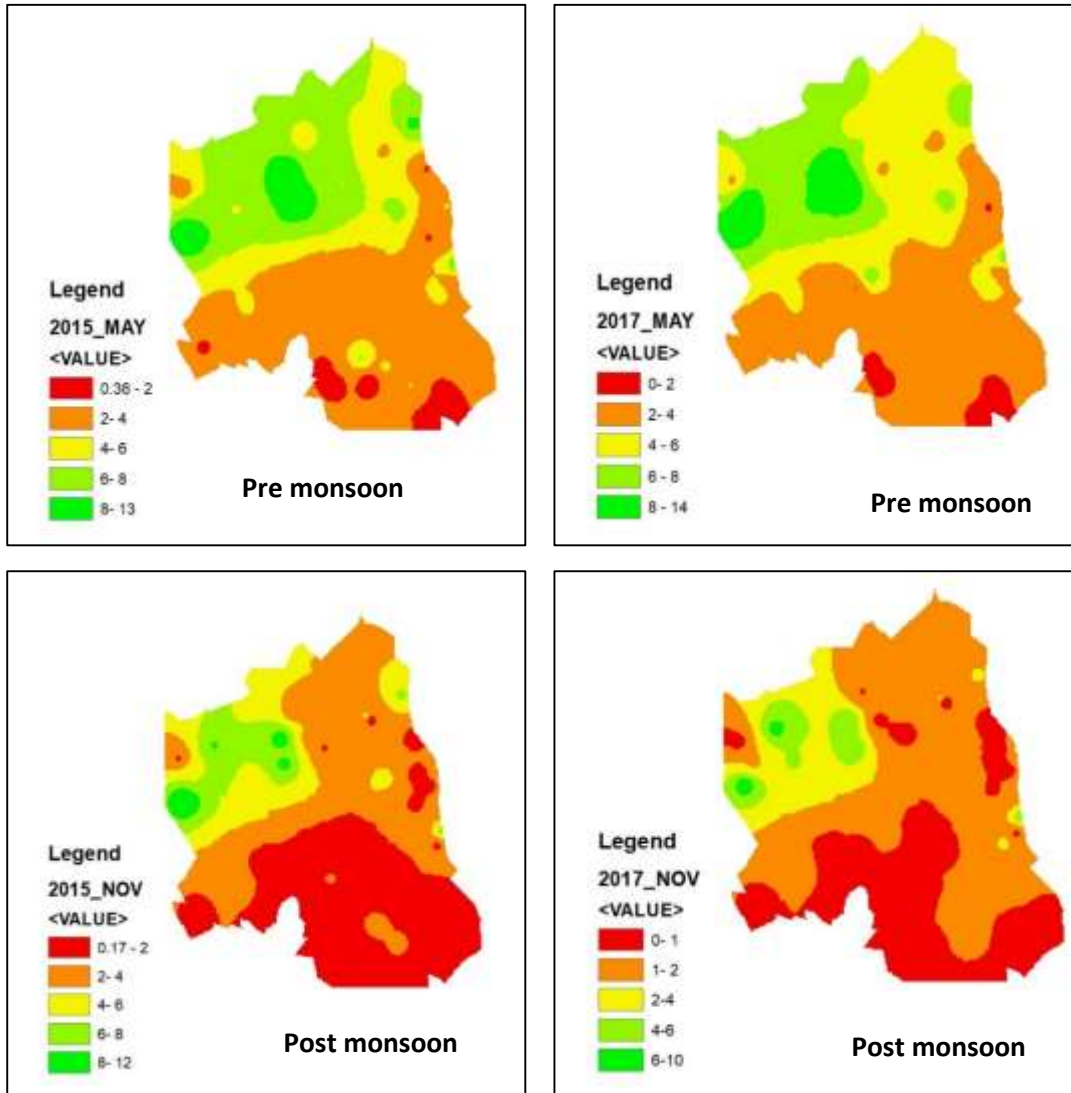 Legend
2015_MAY
<VALUE>
0.36 - 2
2- 4
4- 6
6- 8
8- 13
Pre monsoon
Legend
2017_MAY
<VALUE>
0- 2
2- 4
4 - 6
6 - 8
8 - 14
Pre monsoon
Legend
2015_NOV
<VALUE>
0.17 - 2
2- 4
4- 6
6- 8
8- 12
Post monsoon
Legend
2017_NOV
<VALUE>
0- 1
1- 2
2-4
4-6
6-10
Post monsoon